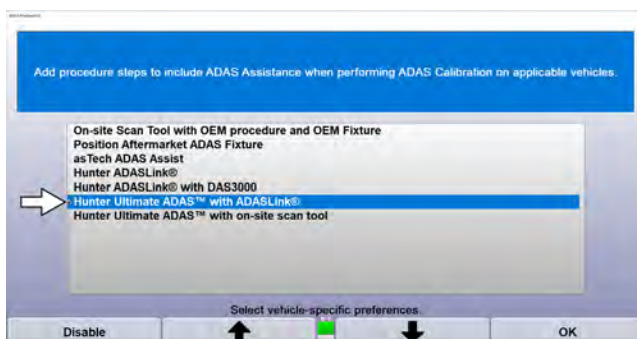 Add procedure steps to include ADAS Assistance when performing ADAS Calibration on applicable vehicles.
On-site Scan Tool with OEM procedure and OEM Fixture
Position Aftermarket ADAS Fixture
asTech ADAS Assist
Hunter ADASLink®
Hunter ADASLink® with DAS3000
Hunter Ultimate ADAS™ with ADASLink®
Hunter Ultimate ADAS™ with on-site scan tool
Select vehicle-specific preferences.
Disable
OK